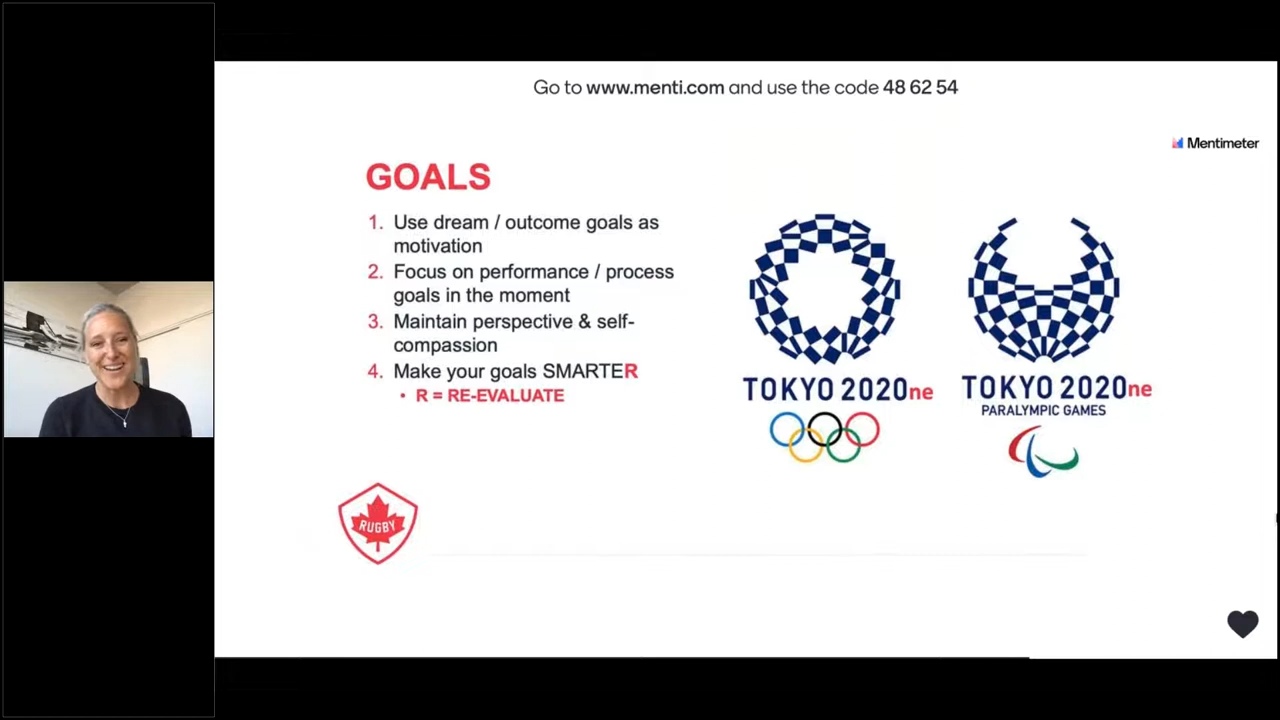 Go to www.menti.com and use the code 48 62 54
Mentimeter
GOALS
1. Use dream / outcome goals as
motivation
2. Focus on performance / process
goals in the moment
3. Maintain perspective & self-
compassion
4. Make your goals SMARTER
• R = RE-EVALUATE
TOKYO 2020ne
TOKYO 2020ne
PARALYMPIC GAMES
RUGBY